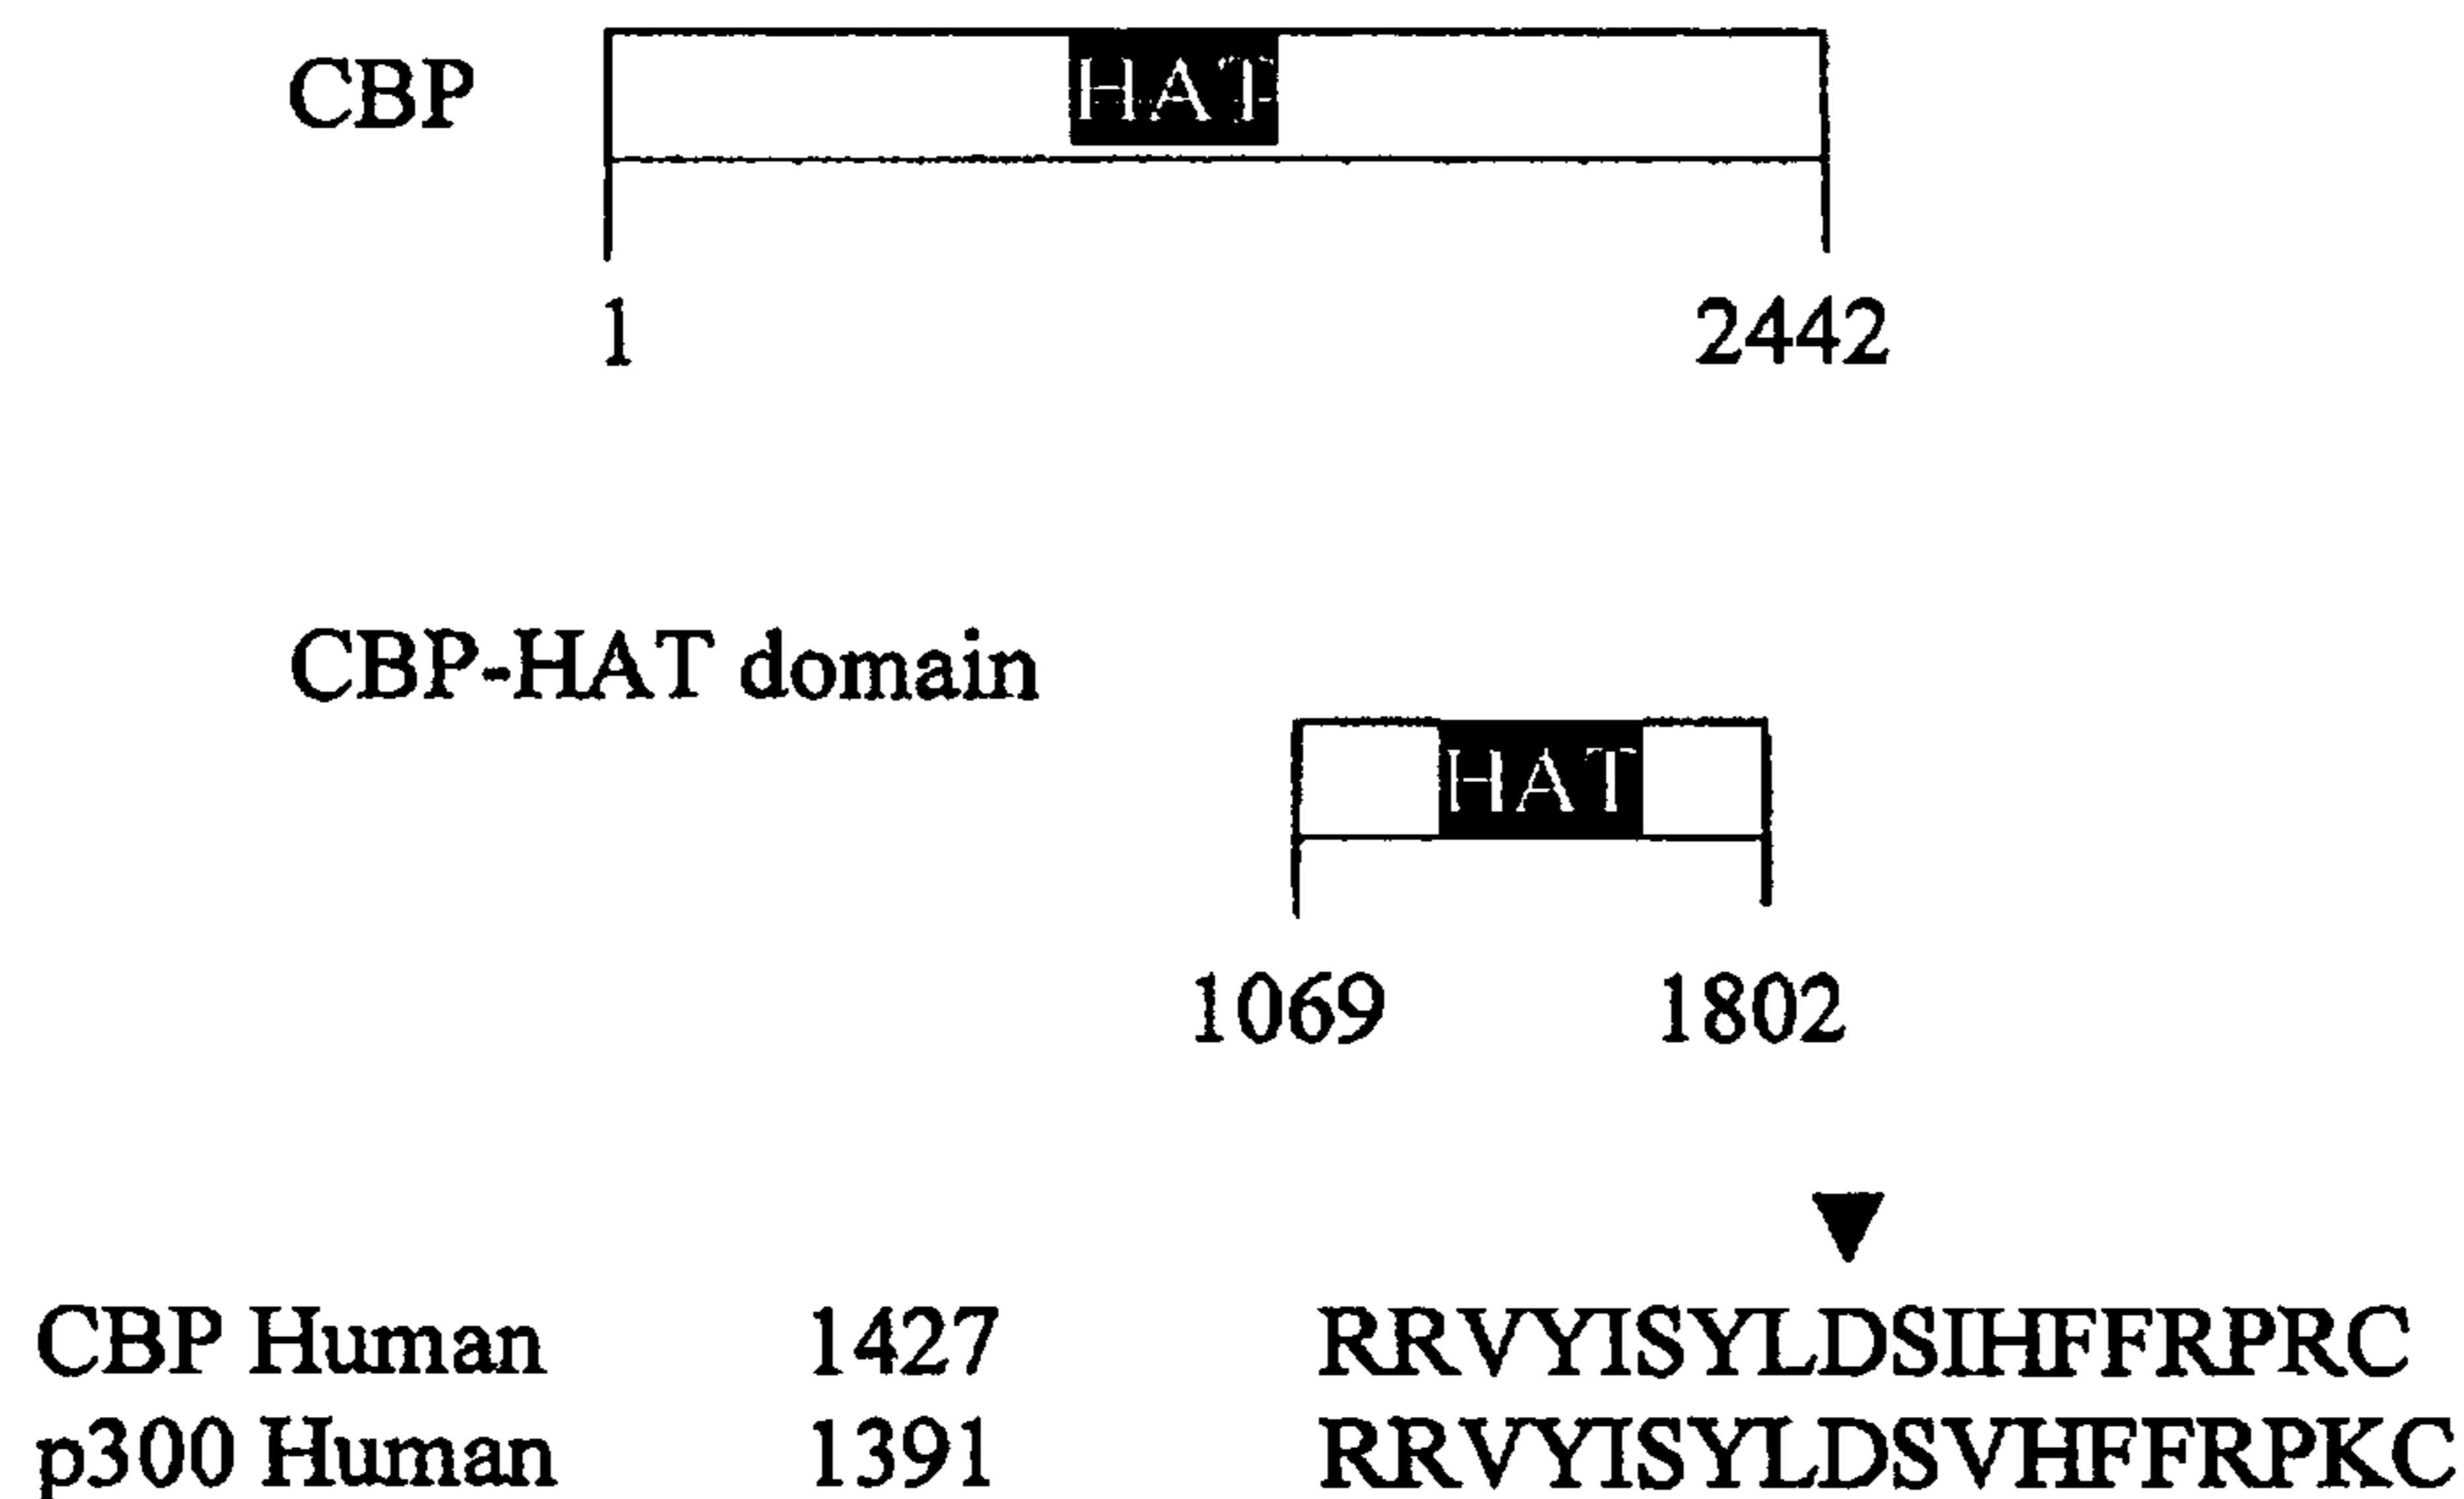 CBP HAT
1 2442
CBP-HAT domain
HAT
1069 1802
CBP Human 1427 RRVYISYLDSIHFFRPRC
p300 Human 1391 RRVYISYLDSVHFFRPKC